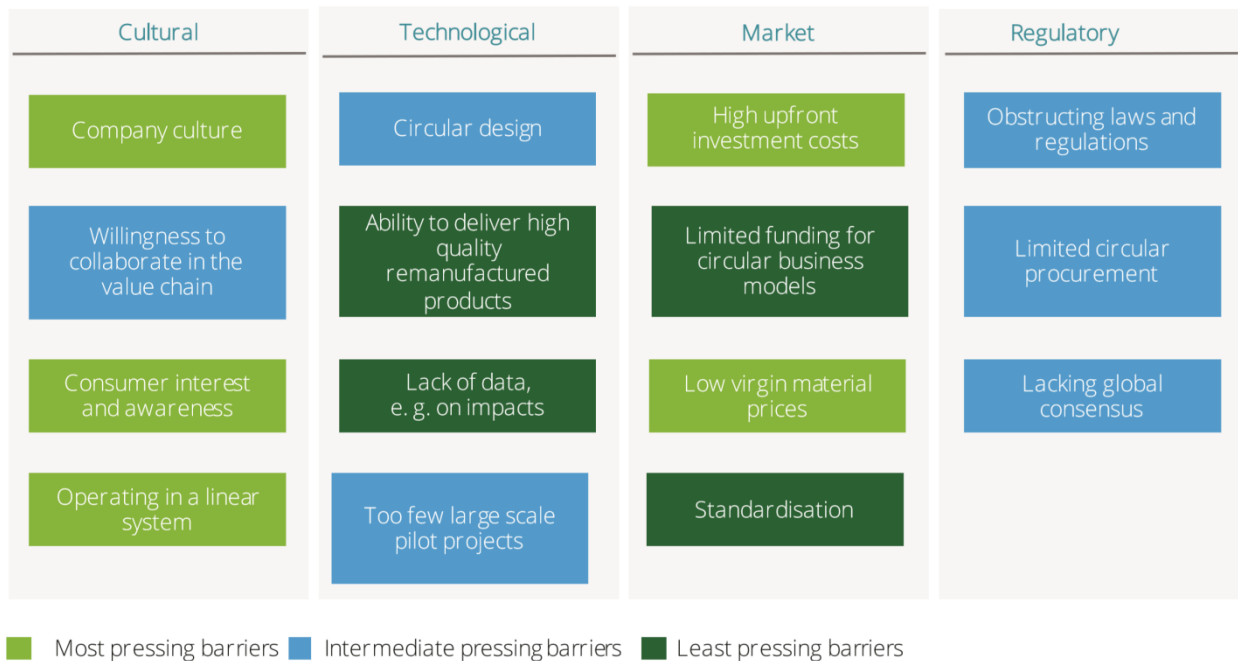 Cultural
Company culture
Willingness to
collaborate in the
value chain
Consumer interest
and awareness
Operating in a linear
system
Technological
Circular design
Ability to deliver high
quality
remanufactured
products
Lack of data,
e. g. on impacts
Too few large scale
pilot projects
Market
High upfront
investment costs
Limited funding for
circular business
models
Low virgin material
prices
Standardisation
Regulatory
Obstructing laws and
regulations
Limited circular
procurement
Lacking global
consensus
Most pressing barriers
Intermediate pressing barriers
Least pressing barriers